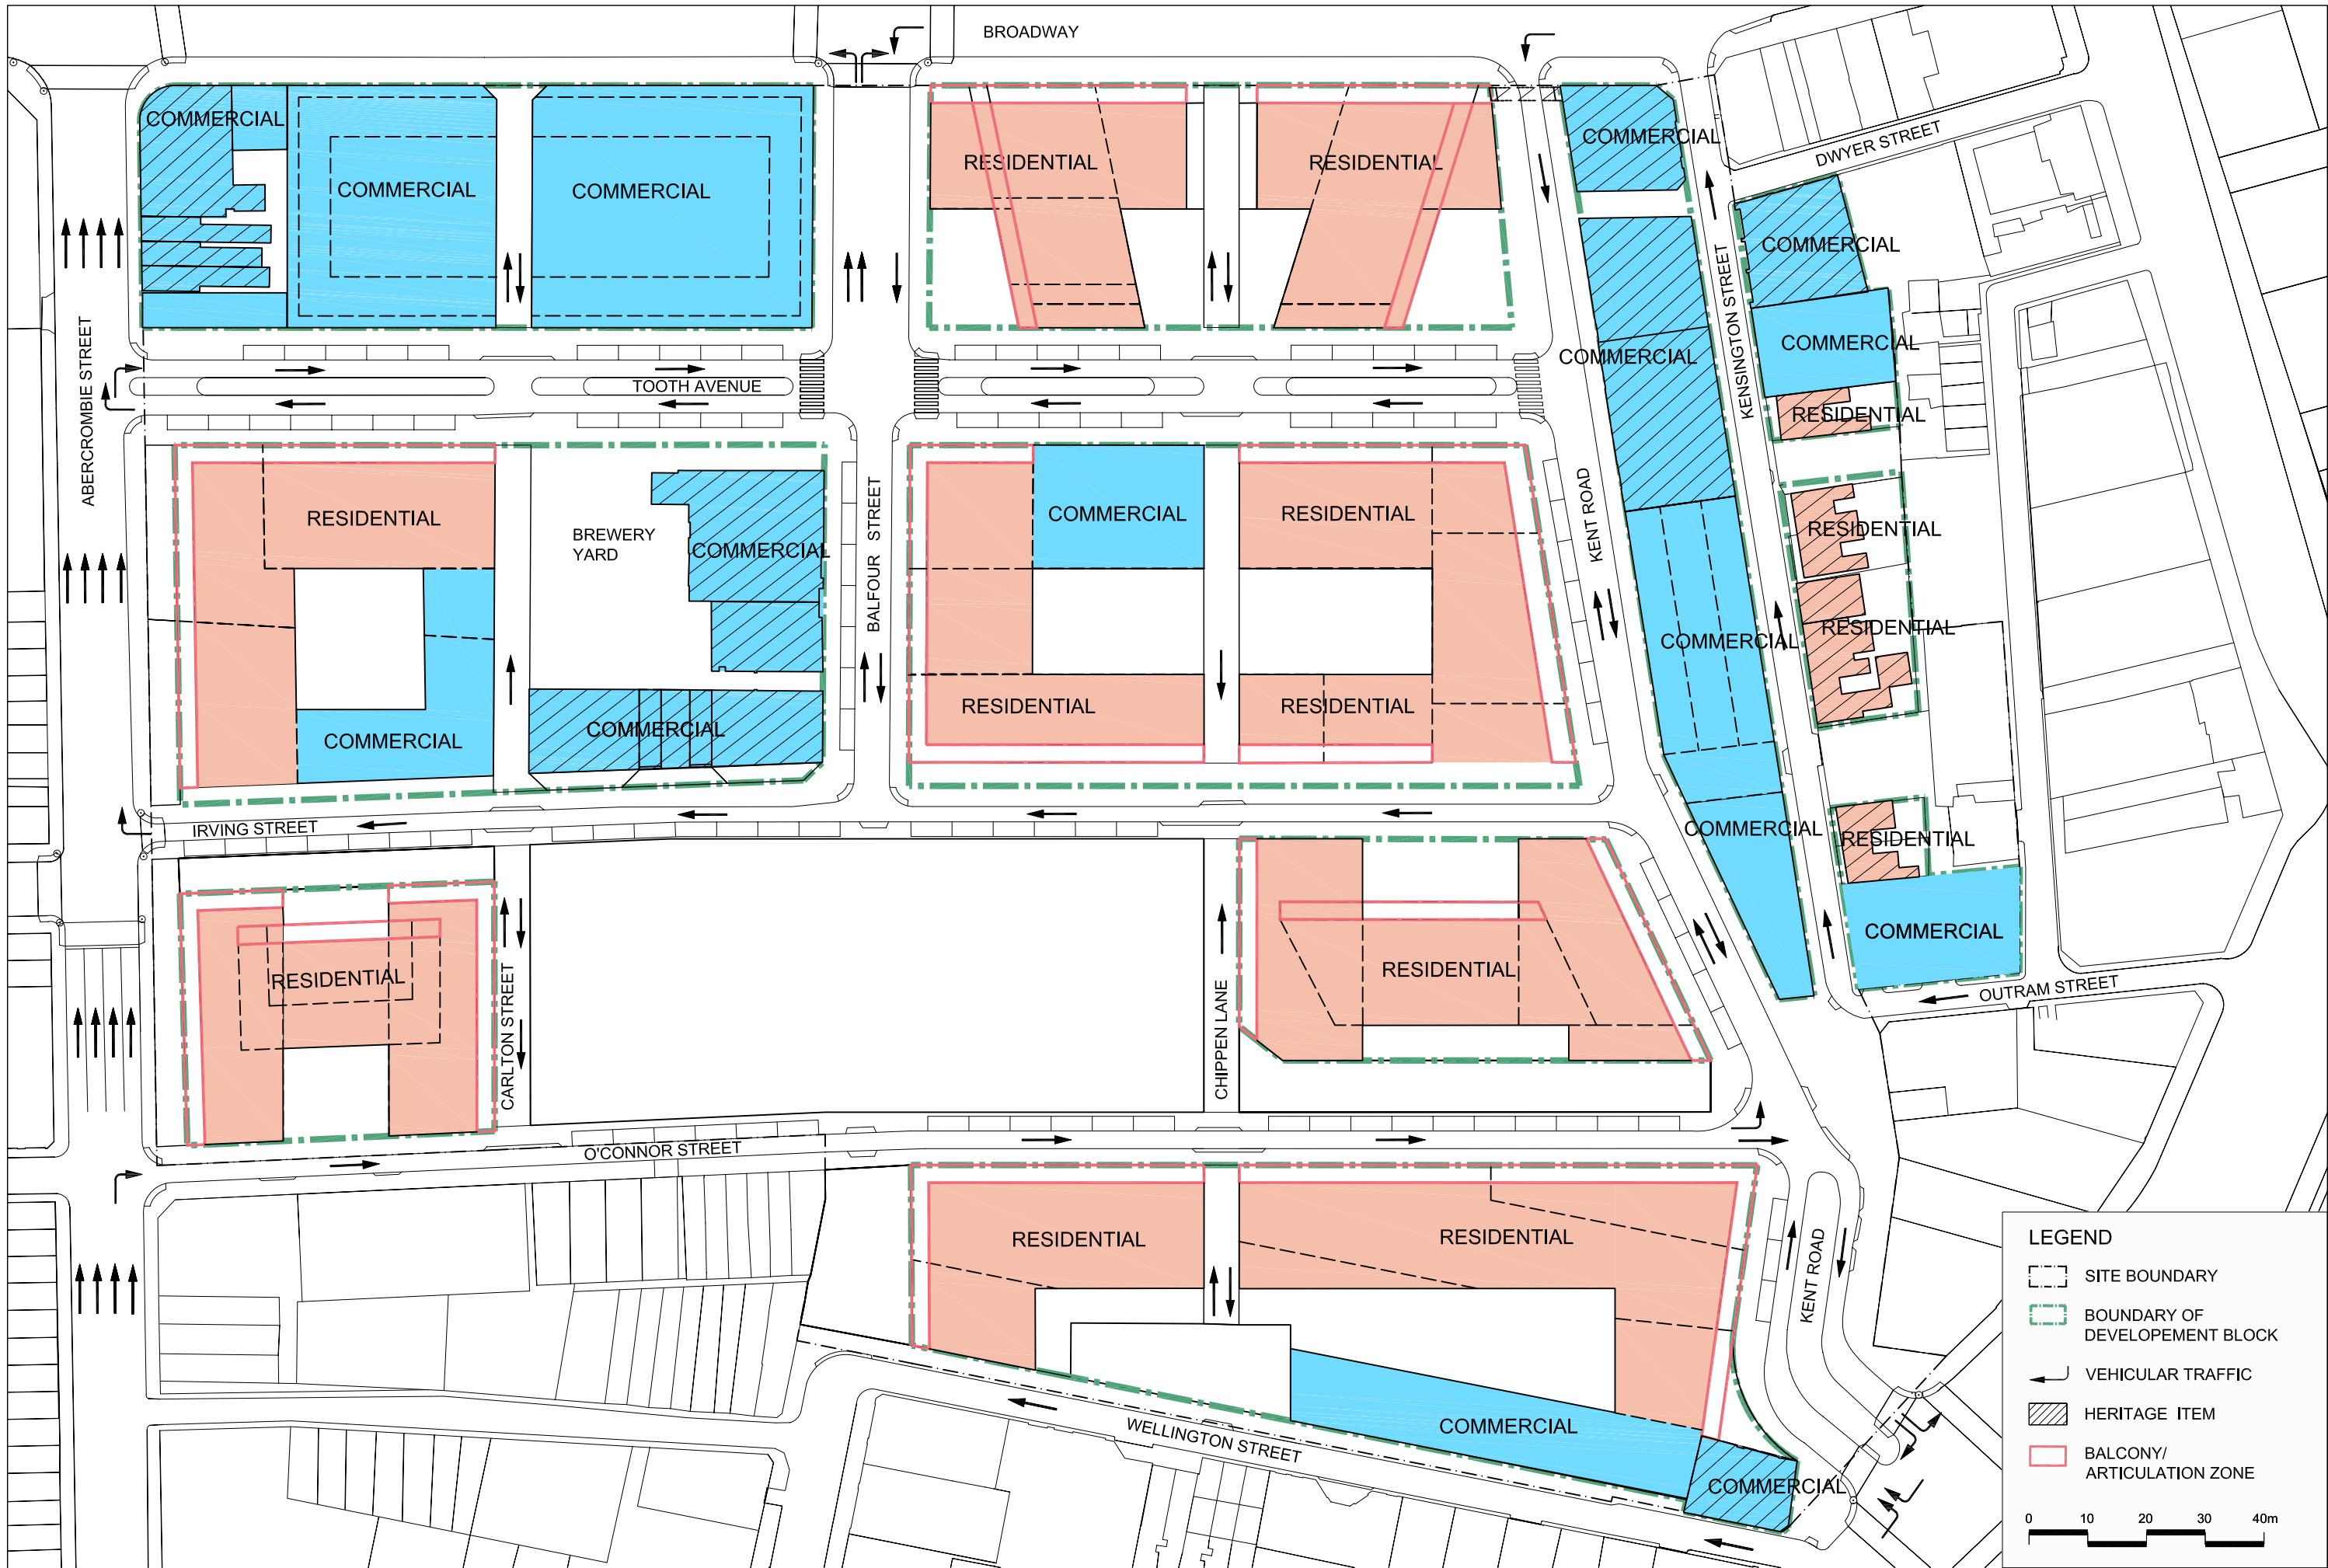 BROADWAY
COMMERCIAL
COMMERCIAL
COMMERCIAL
RESIDENTIAL
RESIDENTIAL
COMMERCIAL
DWYER STREET
COMMERCIAL
COMMERCIAL
COMMERCIAL
KENSINGTON STREET
RESIDENTIAL
ABERCROMBIE STREET
TOOTH AVENUE
RESIDENTIAL
BREWERY
YARD
COMMERCIAL
BALFOUR STREET
COMMERCIAL
RESIDENTIAL
KENT ROAD
RESIDENTIAL
RESIDENTIAL
COMMERCIAL
COMMERCIAL
COMMERCIAL
RESIDENTIAL
RESIDENTIAL
IRVING STREET
COMMERCIAL
RESIDENTIAL
COMMERCIAL
RESIDENTIAL
CARLTON STREET
CHIPPEN LANE
RESIDENTIAL
OUTRAM STREET
O'CONNOR STREET
RESIDENTIAL
RESIDENTIAL
KENT ROAD
WELLINGTON STREET
COMMERCIAL
COMMERCIAL
LEGEND
SITE BOUNDARY
BOUNDARY OF
DEVELOPEMENT BLOCK
VEHICULAR TRAFFIC
HERITAGE ITEM
BALCONY/
ARTICULATION ZONE
0 10 20 30 40m